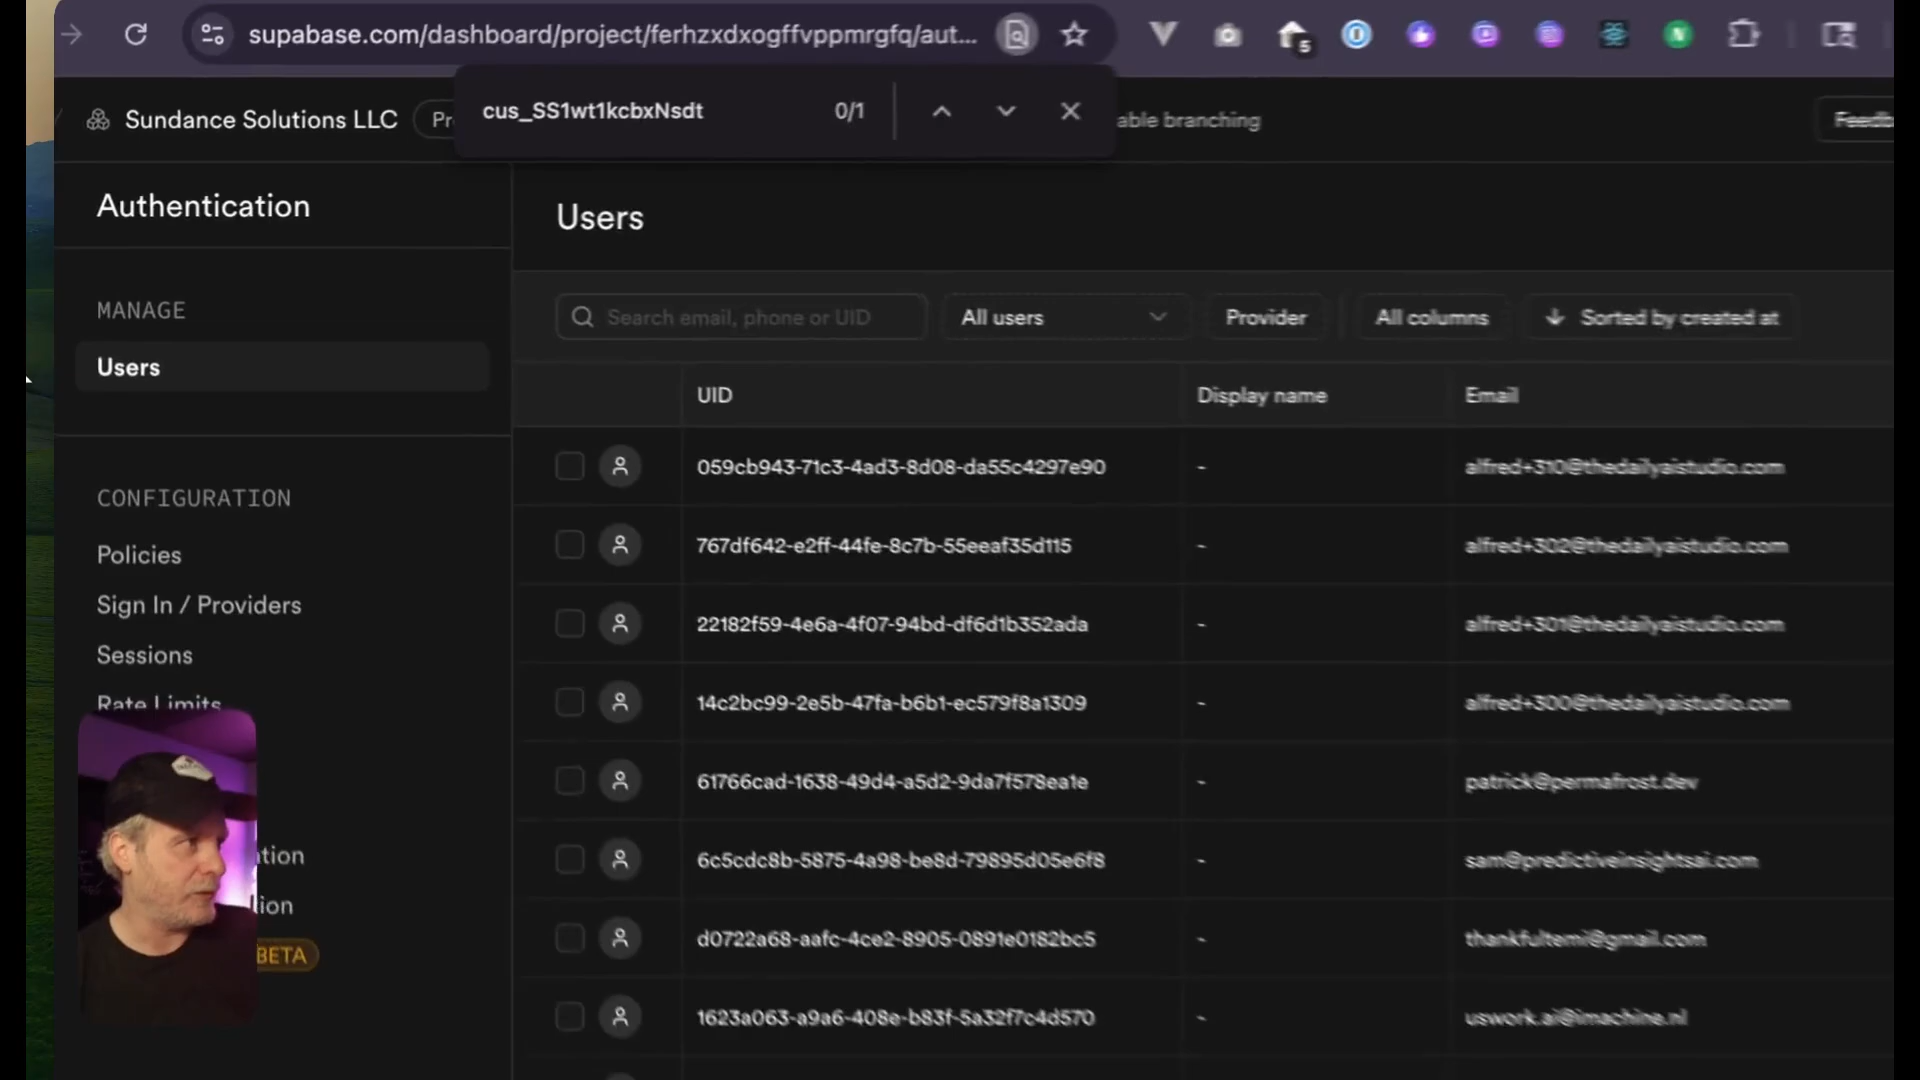 supabase.com/dashboard/project/ferhzxdxogffvppmrgfq/aut...
5
cus_SS1wt1kcbxNsdt 0/1
Sundance Solutions LLC
able branching
Authentication
Users
MANAGE
Users
CONFIGURATION
Policies
Sign In / Providers
Sessions
Rate Limits
BETA
Search email, phone or UID
All users
Provider
All columns
Sorted by created at
UID Display name Email
059cb943-71c3-4ad3-8d08-da55c4297e90 - alfred+310@thedailyaistudio.com
767df642-e2ff-44fe-8c7b-55eeaf35d115 - alfred+302@thedailyaistudio.com
22182f59-4e6a-4f07-94bd-df6d1b352ada - alfred+301@thedailyaistudio.com
14c2bc99-2e5b-47fa-b6b1-ec579f8a1309 - alfred+300@thedailyaistudio.com
61766cad-1638-49d4-a5d2-9da7f578ea1e - patrick@permafrost.dev
6c5cdc8b-5875-4a98-be8d-79895d05e6f8 - sam@predictiveinsightsai.com
d0722a68-aafc-4ce2-8905-0891e0182bc5 - thankfultemi@gmail.com
1623a063-a9a6-408e-b83f-5a32f7c4d570 - uswork.ai@imachine.nl